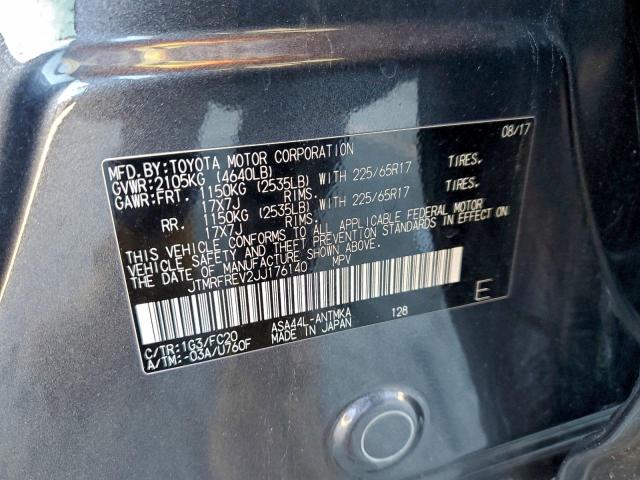 MFD. BY: TOYOTA MOTOR CORPORATION 08/17
GVWR: 2105KG (4640LB)
GAWR: FRT. 1150KG (2535LB) WITH 225/65R17 TIRES.
17X7J RIMS.
RR. 1150KG (2535LB) WITH 225/65R17 TIRES.
17X7J RIMS.
THIS VEHICLE CONFORMS TO ALL APPLICABLE FEDERAL MOTOR
VEHICLE SAFETY AND THEFT PREVENTION STANDARDS IN EFFECT ON
THE DATE OF MANUFACTURE SHOWN ABOVE.
JTMRFREV2JJ176140 MPV
E
C/TR: 1G3/FC20 ASA44L-ANTMKA 128
A/TM: -03A/U760F MADE IN JAPAN